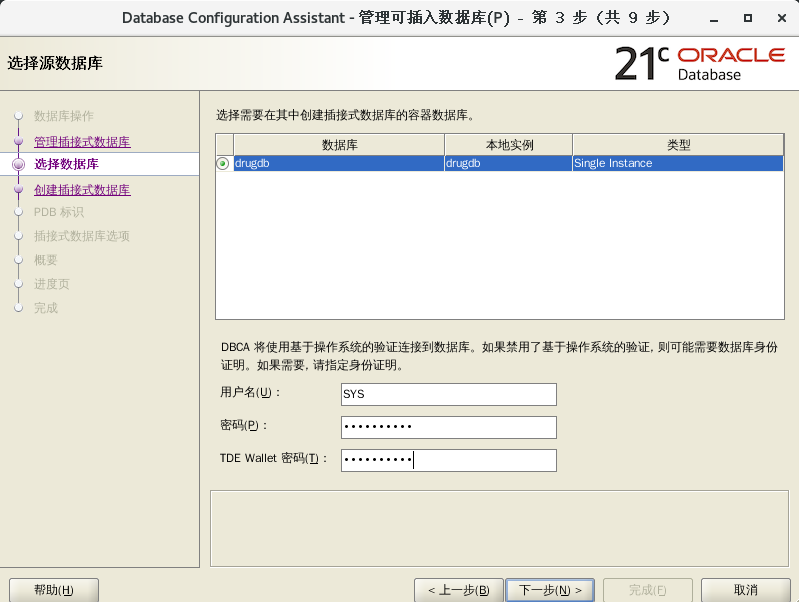 Database Configuration Assistant - 管理可插入数据库(P) - 第 3 步 (共 9 步)
选择源数据库
21c ORACLE Database
数据库操作
管理插接式数据库
选择数据库
创建插接式数据库
PDB 标识
插接式数据库选项
概要
进度页
完成
选择需要在其中创建插接式数据库的容器数据库。
数据库 本地实例 类型
drugdb drugdb Single Instance
DBCA 将使用基于操作系统的验证连接到数据库。如果禁用了基于操作系统的验证, 则可能需要数据库身份
证明。如果需要, 请指定身份证明。
用户名(U)： SYS
密码(P)： ••••••••••
TDE Wallet 密码(T)： ••••••••••
帮助(H) < 上一步(B) 下一步(N) > 完成(F) 取消